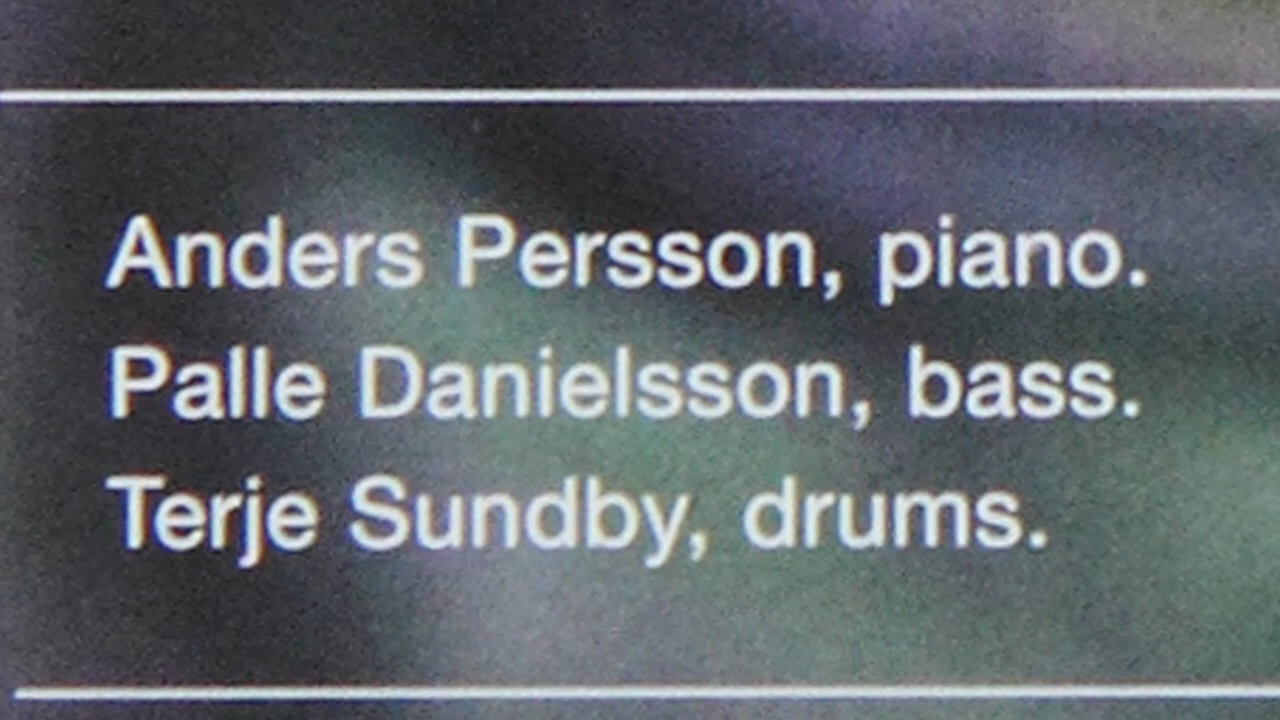 Anders Persson, piano.
Palle Danielsson, bass.
Terje Sundby, drums.